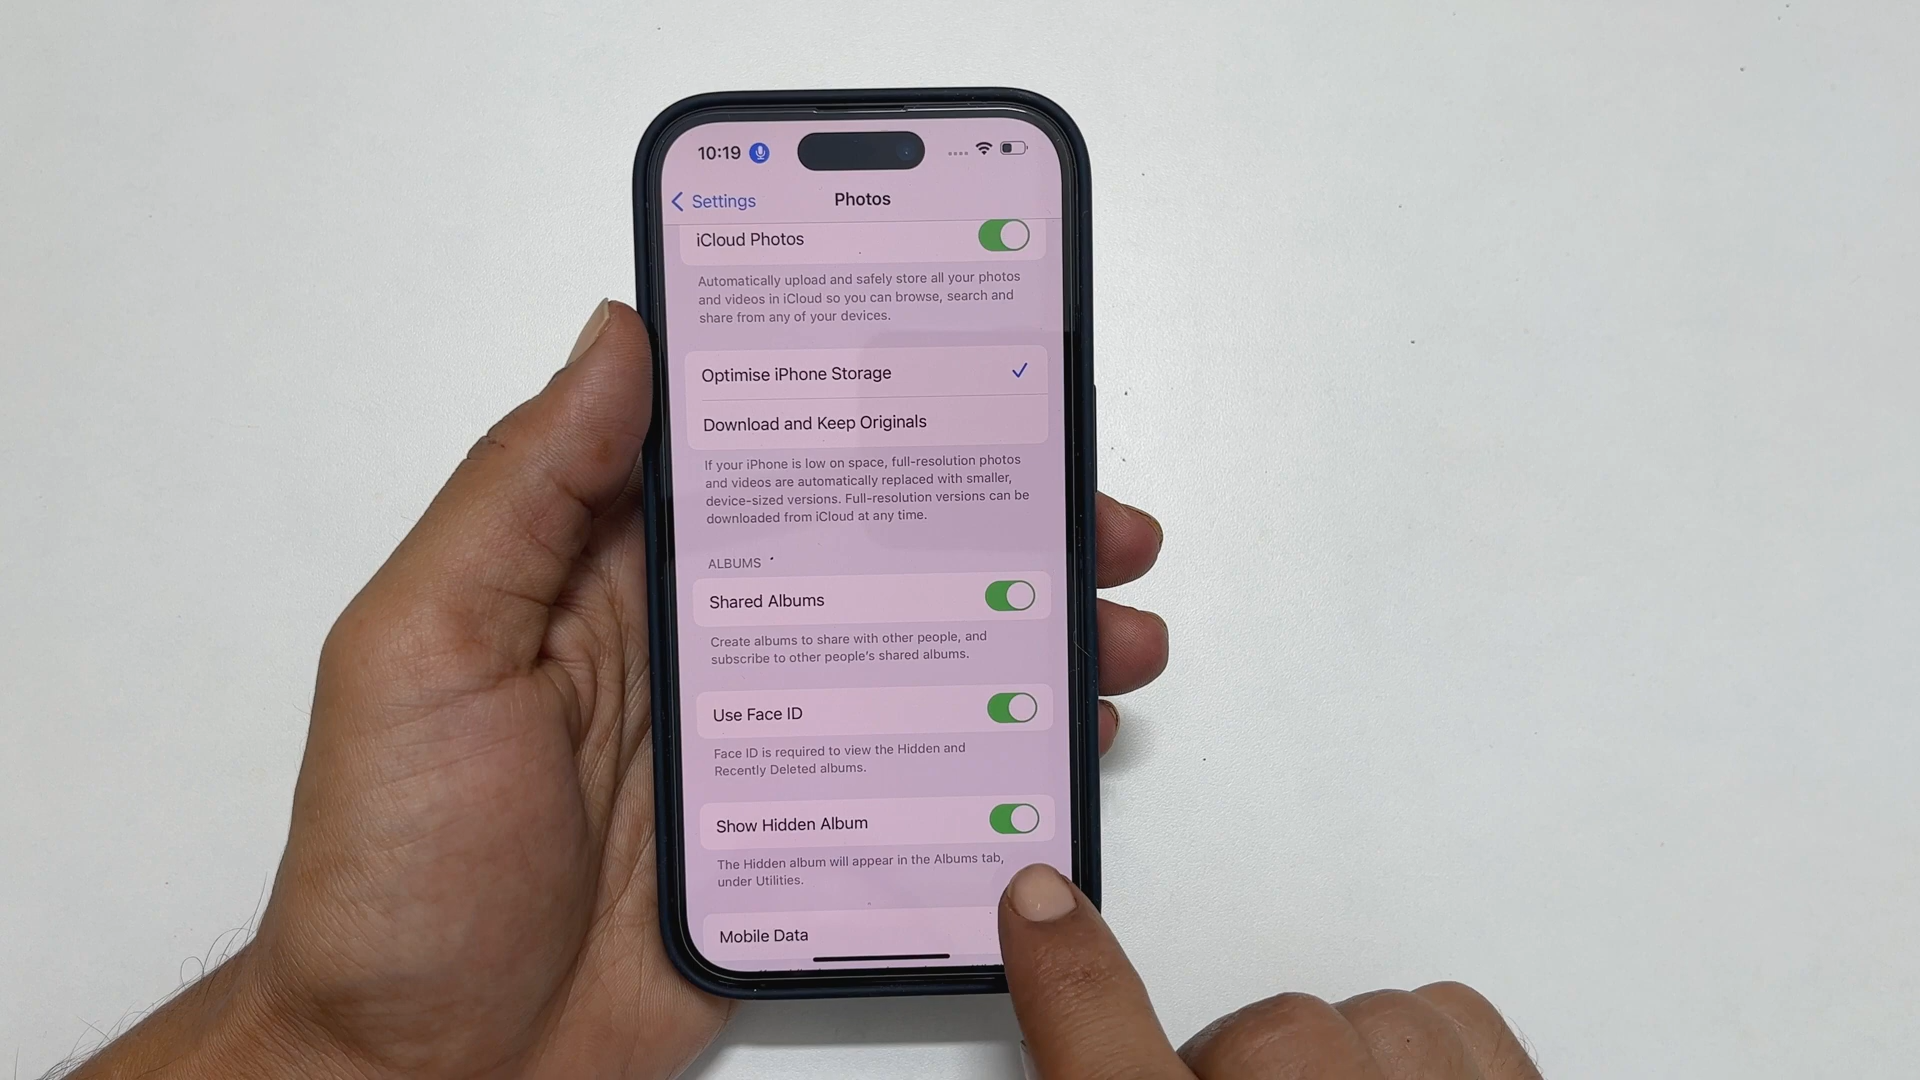 10:19
Settings
Photos
iCloud Photos
Automatically upload and safely store all your photos
and videos in iCloud so you can browse, search and
share from any of your devices.
Optimise iPhone Storage
Download and Keep Originals
If your iPhone is low on space, full-resolution photos
and videos are automatically replaced with smaller,
device-sized versions. Full-resolution versions can be
downloaded from iCloud at any time.
ALBUMS
Shared Albums
Create albums to share with other people, and
subscribe to other people's shared albums.
Use Face ID
Face ID is required to view the Hidden and
Recently Deleted albums.
Show Hidden Album
The Hidden album will appear in the Albums tab,
under Utilities.
Mobile Data